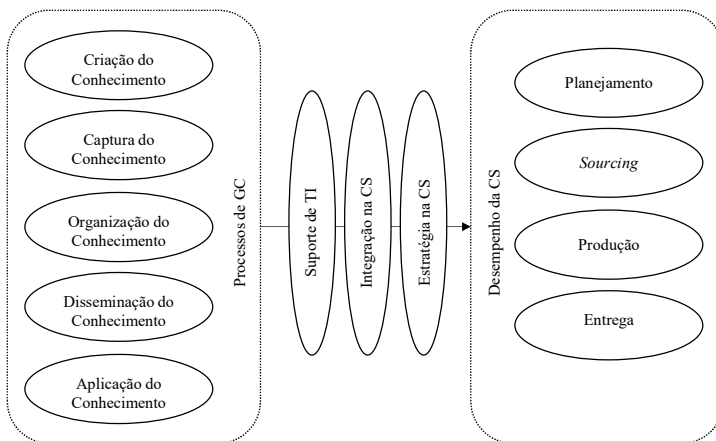 Criação do
Conhecimento
Captura do
Conhecimento
Organização do
Conhecimento
Disseminação do
Conhecimento
Aplicação do
Conhecimento
Processos de GC
Suporte de TI
Integração na CS
Estratégia na CS
Desempenho da CS
Planejamento
Sourcing
Produção
Entrega